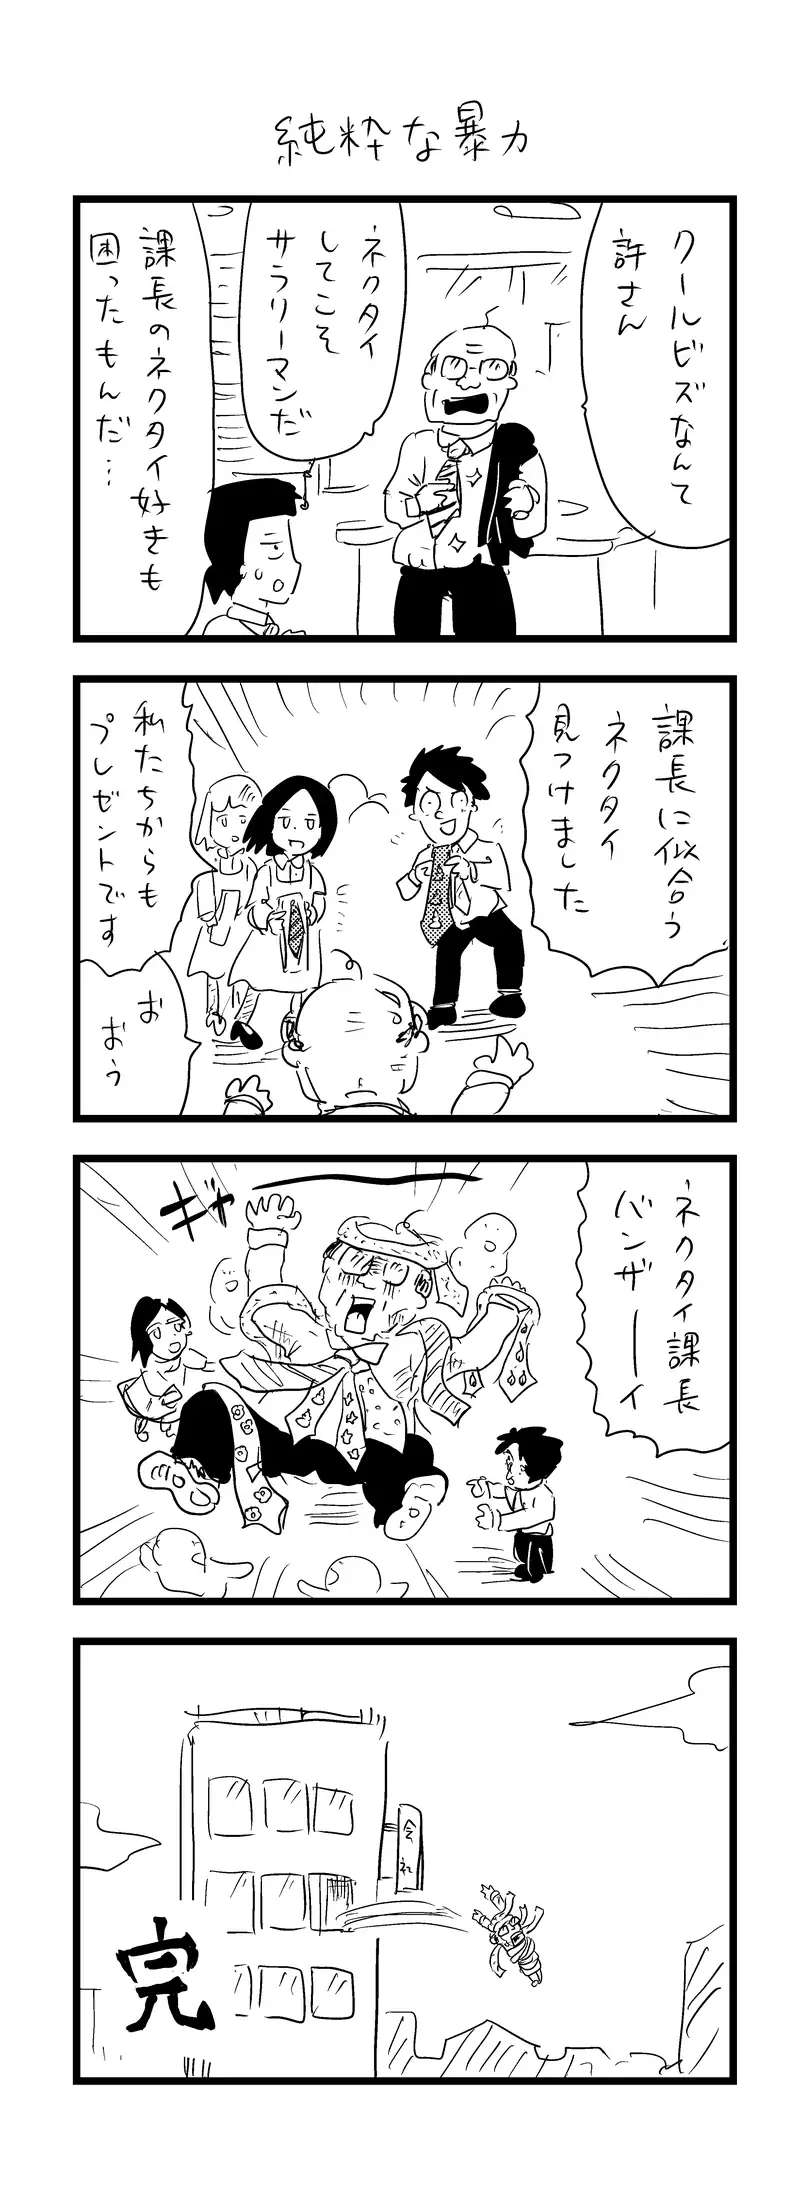 純粋な暴力
クールビズなんて
許さん
ネクタイ
してこそ
サラリーマンだ
課長のネクタイ好きも
困ったもんだ…
課長に似合う
ネクタイ
見つけました
私たちからも
プレゼントです
お
おう
ネクタイ課長
バンザーイ
ギャ
会社
完